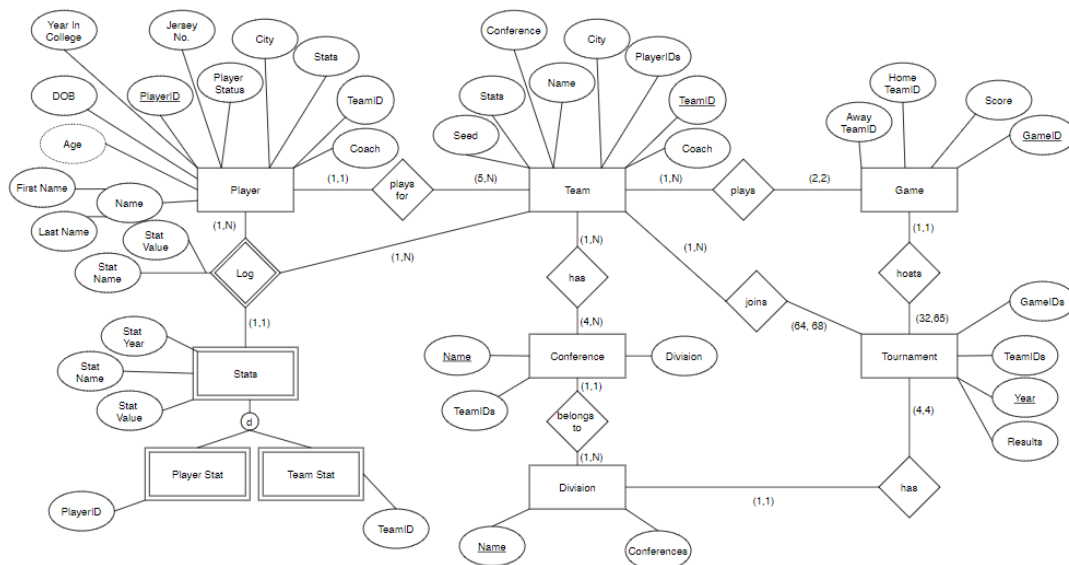 Year In
College
Jersey
No.
City
Stats
DOB
PlayerID
Player
Status
TeamID
Age
Coach
First Name
Name
Last Name
Player
(1,1)
plays
for
(5,N)
Conference
City
PlayerIDs
Stats
Name
TeamID
Seed
Coach
Team
(1,N)
plays
(2,2)
Home
TeamID
Away
TeamID
Score
GameID
Game
(1,N)
Stat
Value
Stat
Name
Log
(1,N)
(1,1)
(1,N)
has
(4,N)
(1,N)
joins
(64, 68)
(1,1)
hosts
(32,65)
Stat
Year
Stat
Name
Stat
Value
Stats
d
Player Stat
Team Stat
PlayerID
TeamID
Name
Conference
Division
TeamIDs
(1,1)
belongs
to
(1,N)
Division
Name
Conferences
(1,1)
has
(4,4)
Tournament
GameIDs
TeamIDs
Year
Results